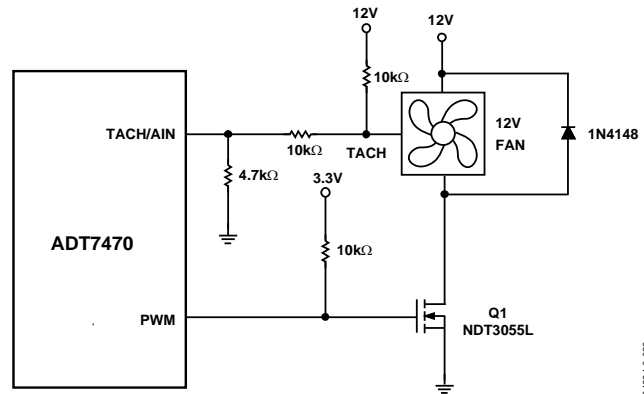 12V
12V
10kΩ
TACH/AIN
10kΩ
TACH
12V
FAN
1N4148
4.7kΩ
3.3V
ADT7470
10kΩ
PWM
Q1
NDT3055L